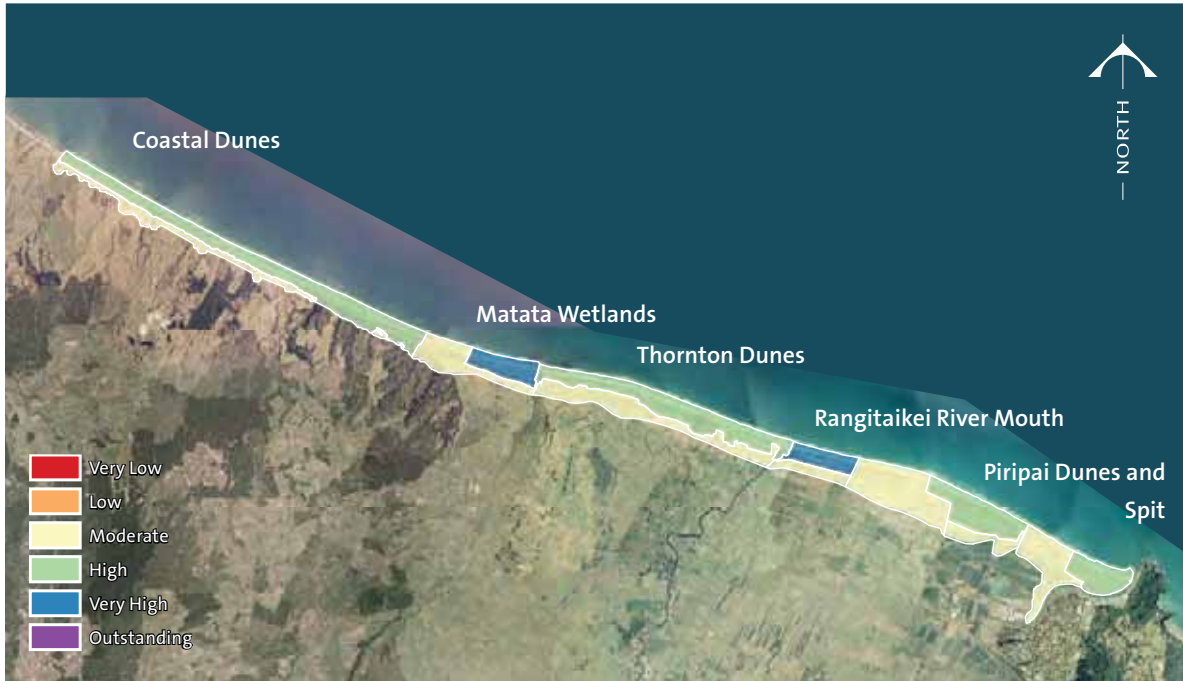 Coastal Dunes
— NORTH —
Matata Wetlands
Thornton Dunes
Rangitaikei River Mouth
Piripai Dunes and
Spit
Very Low
Low
Moderate
High
Very High
Outstanding